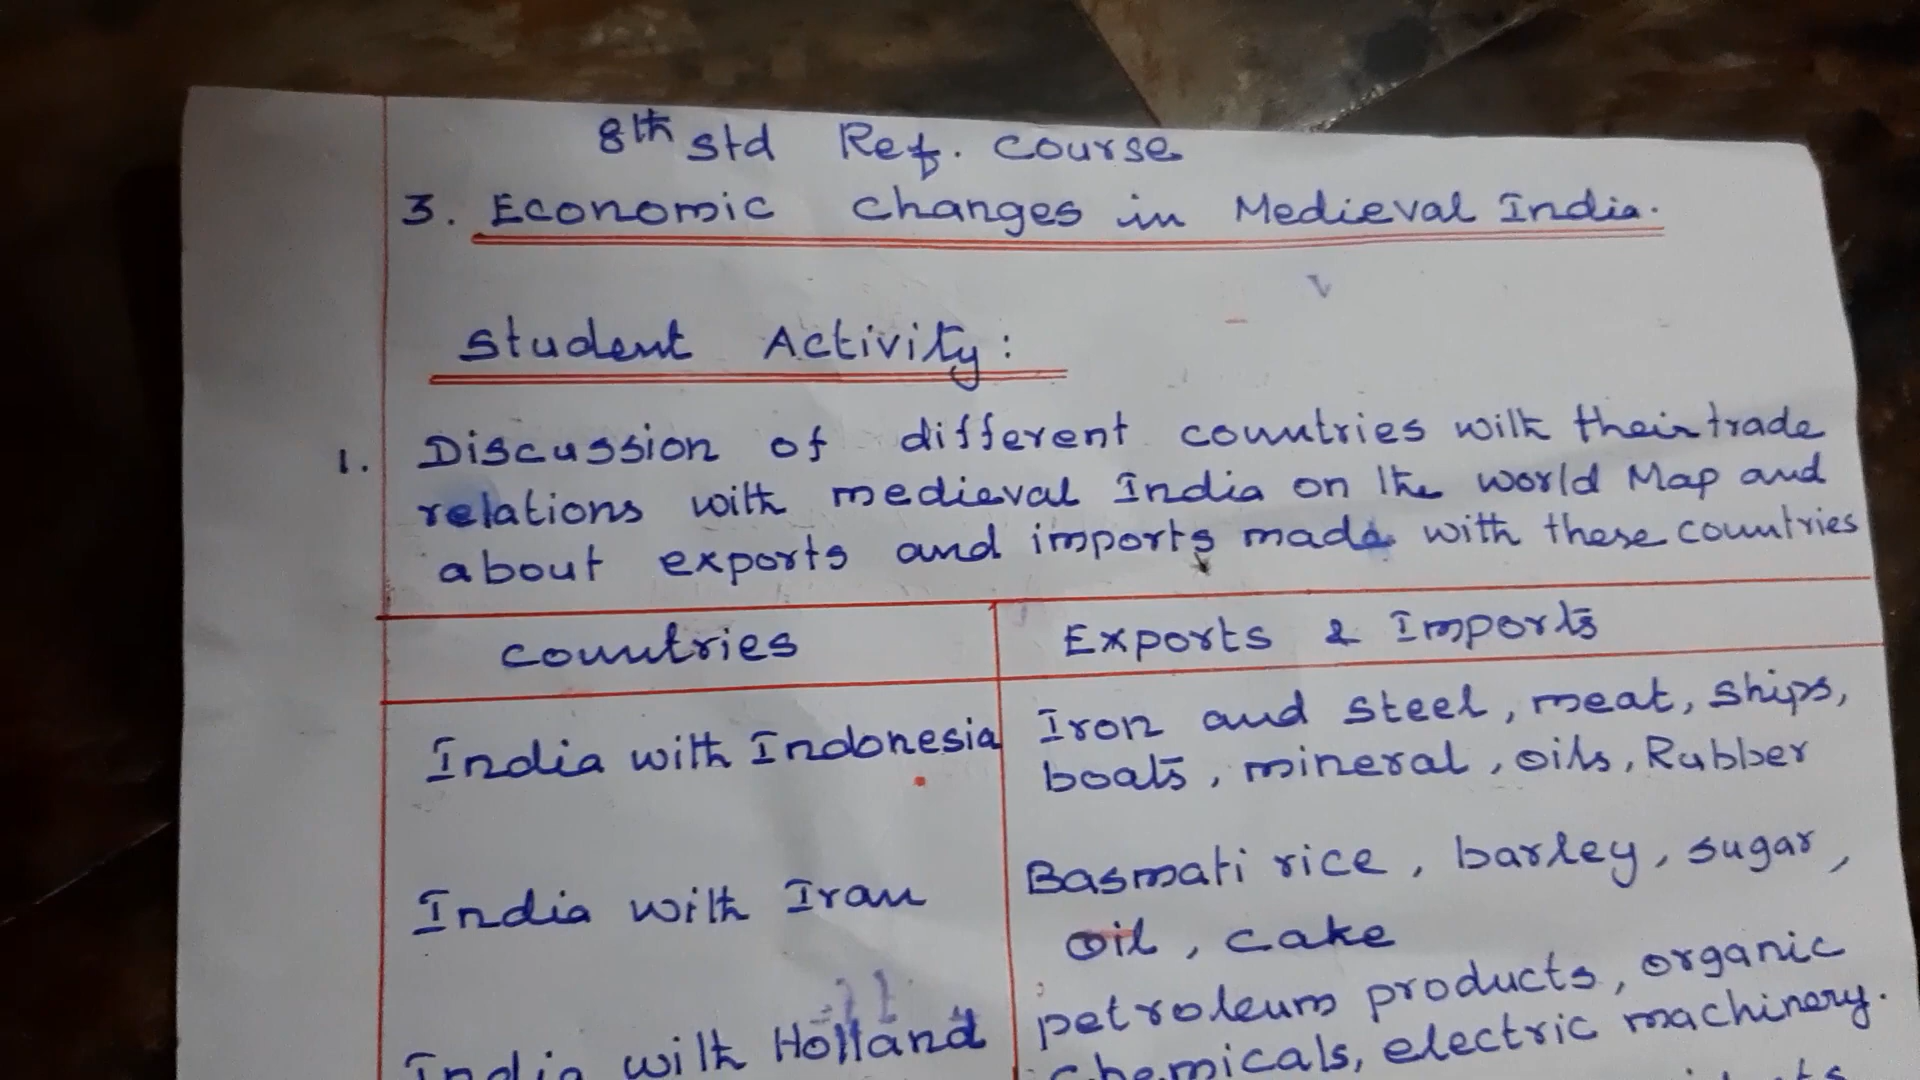 8th std Ref. course
3. Economic changes in Medieval India.
Student Activity:
1. Discussion of different countries with their trade
relations with medieval India on the world Map and
about exports and imports made with these countries
countries
Exports & Imports
India with Indonesia
Iron and steel, meat, ships,
boats, mineral, oils, Rubber
India with Iran
Basmati rice, barley, sugar,
oil, cake
India with Holland
petroleum products, organic
chemicals, electric machinery.